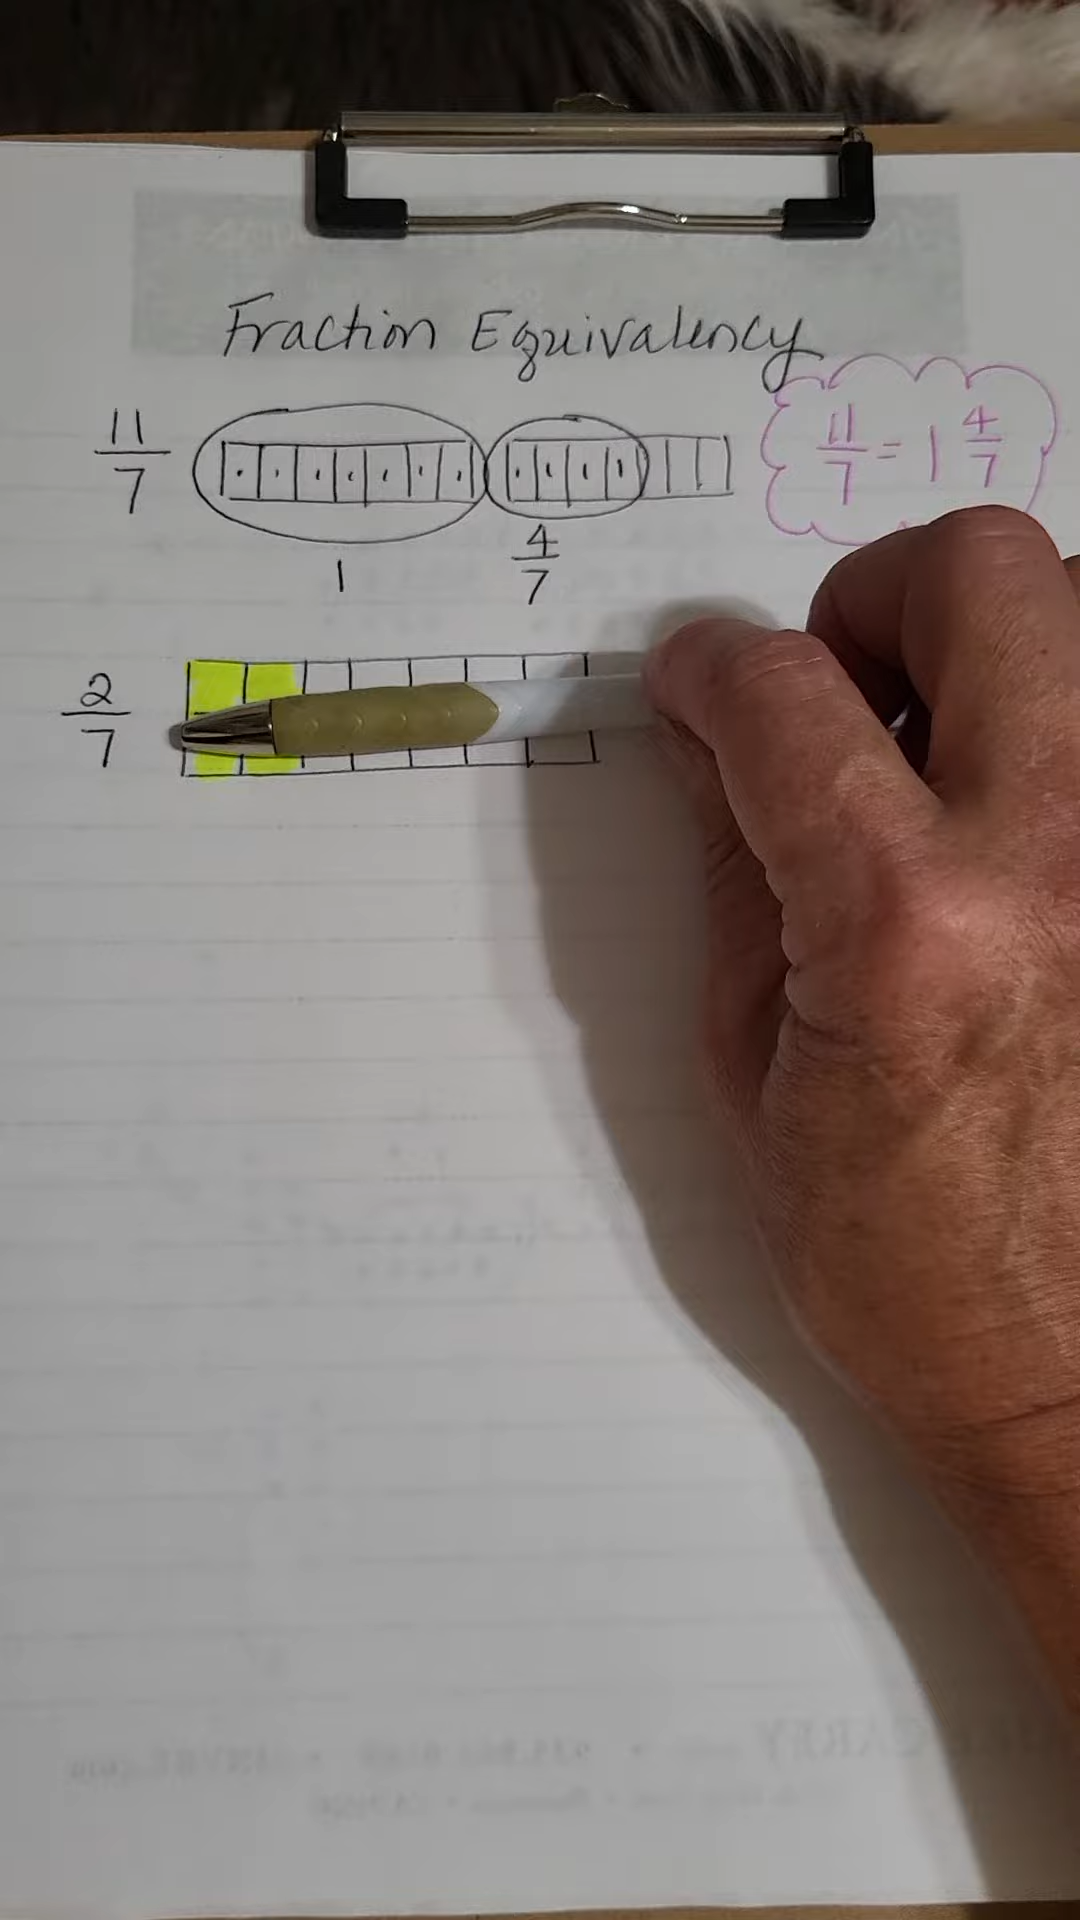 Fraction Equivalency
11/7
1
4/7
11/7 = 1 4/7
2/7